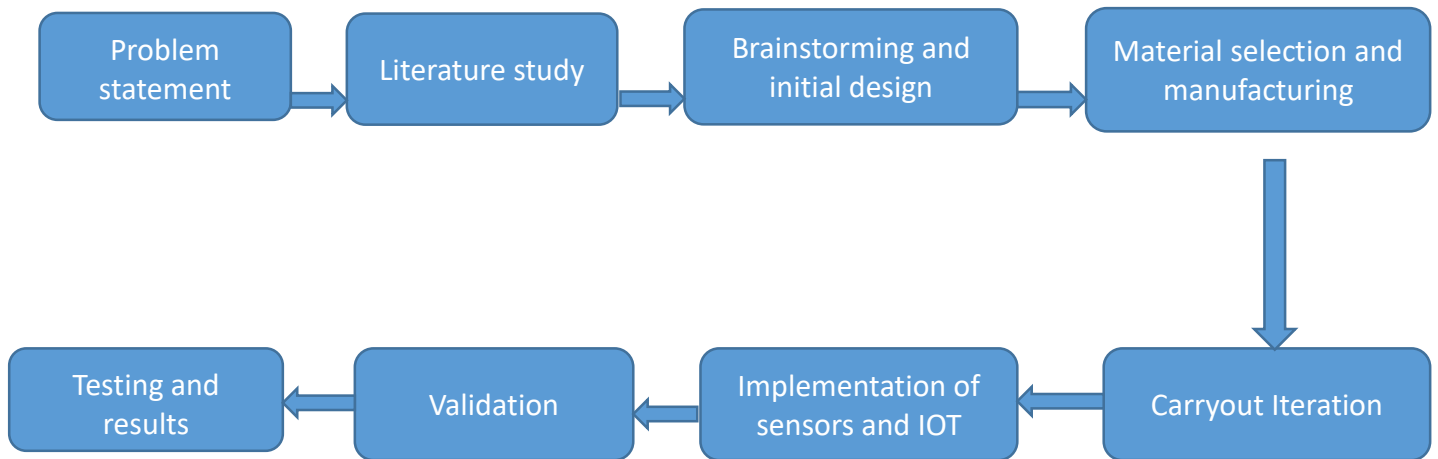 Problem
statement
Literature study
Brainstorming and
initial design
Material selection and
manufacturing
Carryout Iteration
Implementation of
sensors and IOT
Validation
Testing and
results